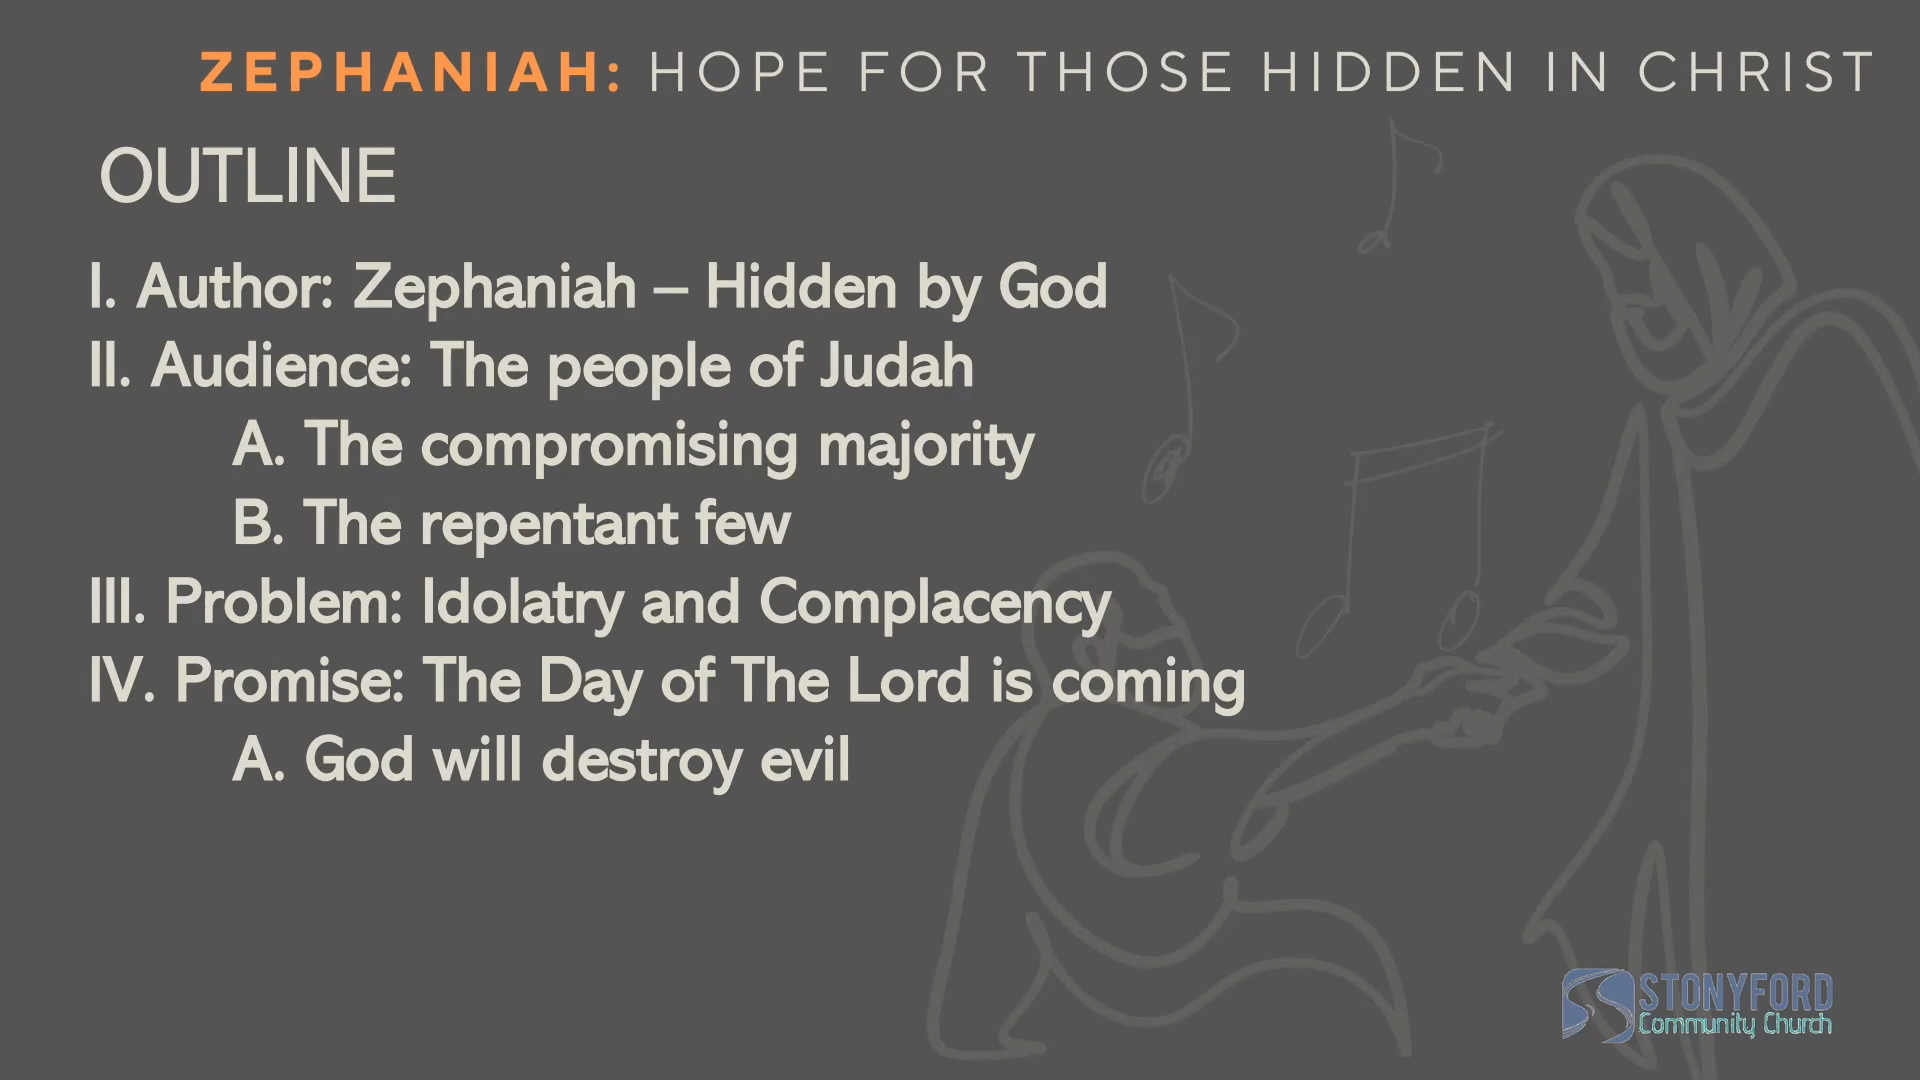 ZEPHANIAH: HOPE FOR THOSE HIDDEN IN CHRIST
OUTLINE
I. Author: Zephaniah – Hidden by God
II. Audience: The people of Judah
A. The compromising majority
B. The repentant few
III. Problem: Idolatry and Complacency
IV. Promise: The Day of The Lord is coming
A. God will destroy evil
STONYFORD
Community Church